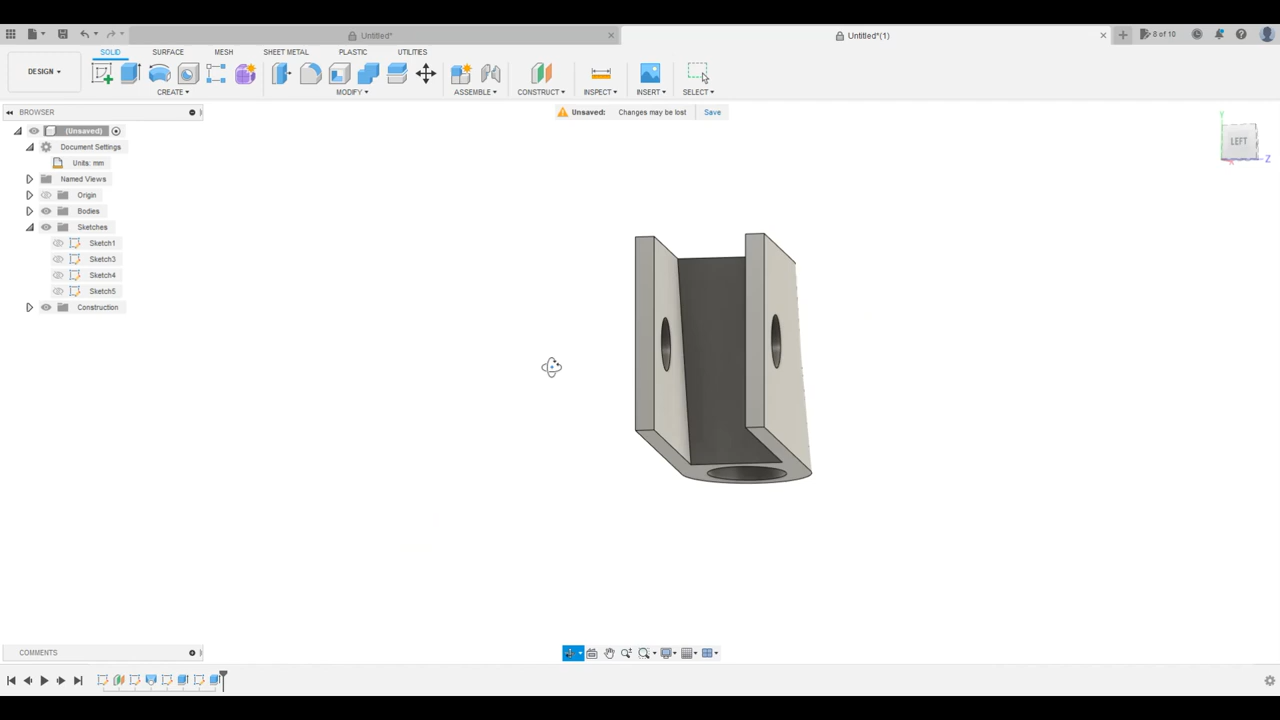 Untitled*
Untitled*(1)
8 of 10
SOLID
SURFACE
MESH
SHEET METAL
PLASTIC
UTILITIES
DESIGN
CREATE
MODIFY
ASSEMBLE
CONSTRUCT
INSPECT
INSERT
SELECT
BROWSER
Unsaved: Changes may be lost Save
(Unsaved)
Document Settings
Units: mm
Named Views
Origin
Bodies
Sketches
Sketch1
Sketch3
Sketch4
Sketch5
Construction
Y
LEFT
Z
X
COMMENTS